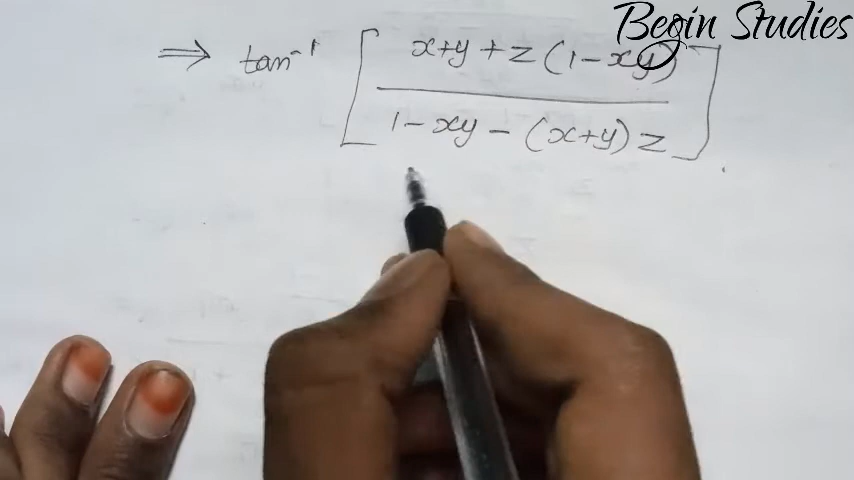 Begin Studies
⇒ tan⁻¹ [ x+y+z(1-xy)
1-xy-(x+y)z ].